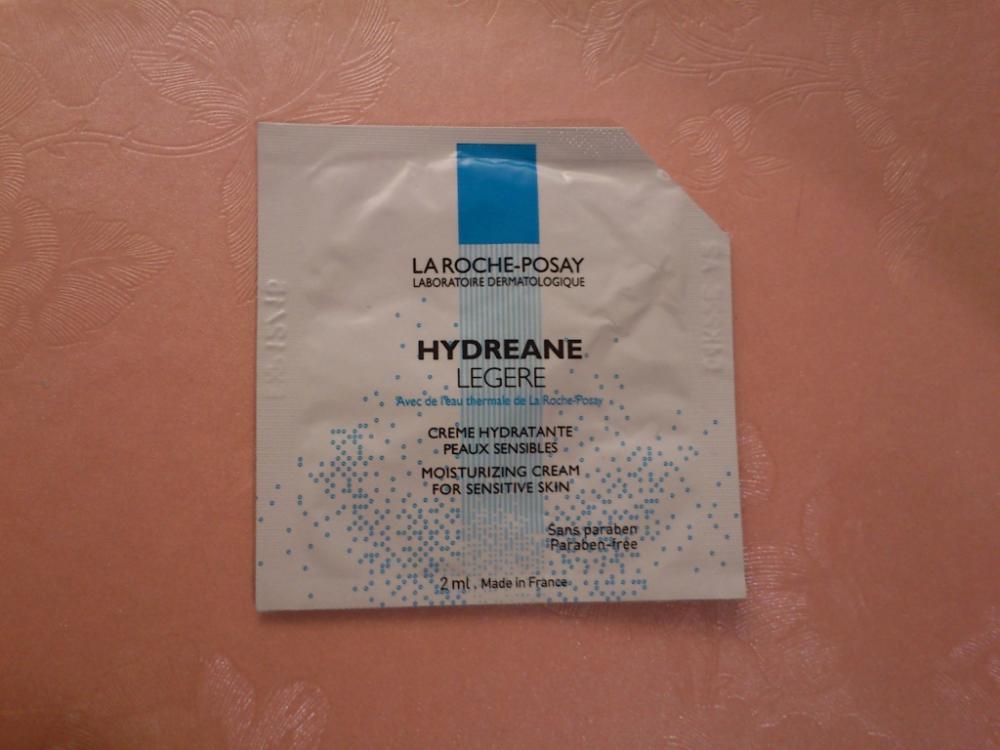 LA ROCHE-POSAY
LABORATOIRE DERMATOLOGIQUE
HYDREANE
LEGERE
Avec de l'eau thermale de La Roche-Posay
CREME HYDRATANTE
PEAUX SENSIBLES
MOISTURIZING CREAM
FOR SENSITIVE SKIN
Sans paraben
Paraben-free
2 ml . Made in France